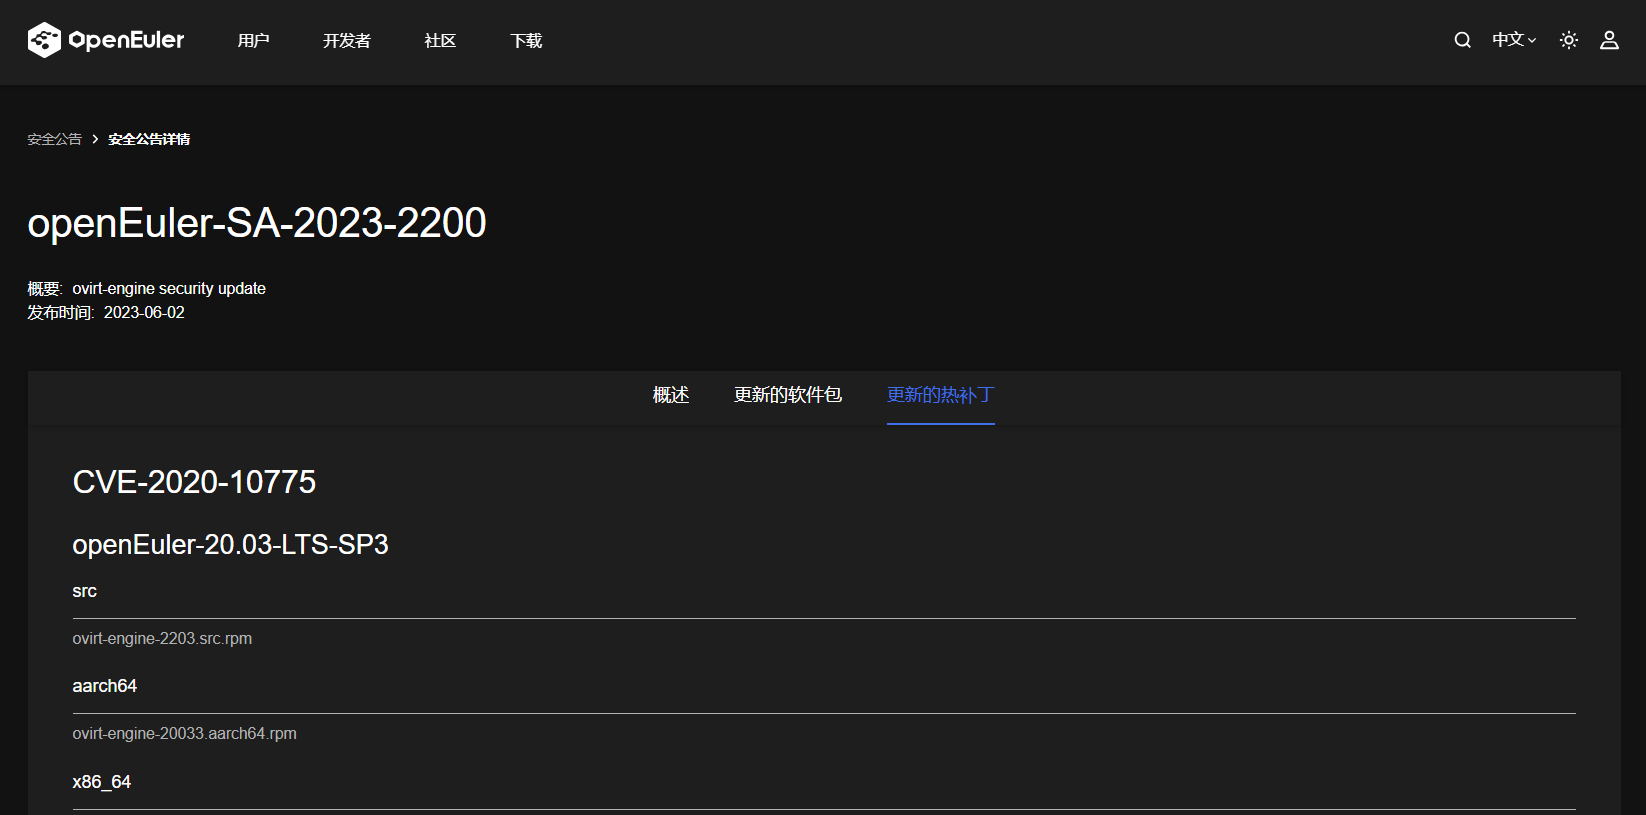 openEuler 用户 开发者 社区 下载 中文
安全公告 > 安全公告详情
openEuler-SA-2023-2200
概要: ovirt-engine security update
发布时间: 2023-06-02
概述 更新的软件包 更新的热补丁
CVE-2020-10775
openEuler-20.03-LTS-SP3
src
ovirt-engine-2203.src.rpm
aarch64
ovirt-engine-20033.aarch64.rpm
x86_64